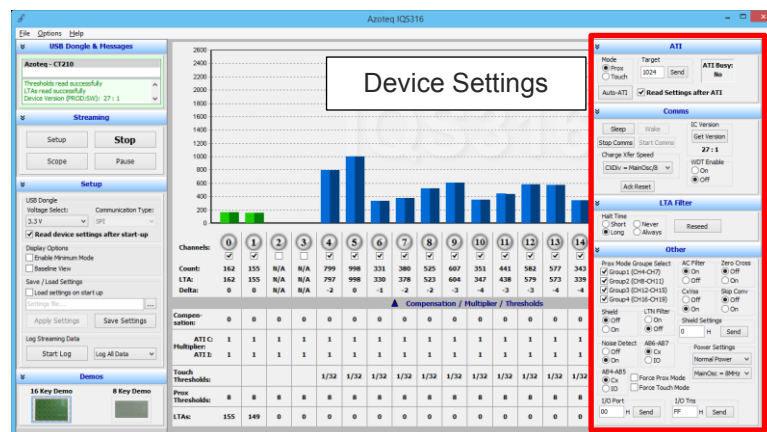 Azoteq IQS316
File Options Help
USB Dongle & Messages
Azoteq - CT210
Thresholds read successfully
LTAs read successfully
Device Version (PROD:SW): 27 : 1
Streaming
Setup Stop
Scope Pause
Setup
USB Dongle
Voltage Select: Communication Type:
3.3 V SPI
Read device settings after start-up
Display Options
Enable Minimum Mode
Baseline View
Save / Load Settings
Load settings on start up
Settings file... ...
Apply Settings Save Settings
Log Streaming Data
Start Log Log All Data
Demos
16 Key Demo 8 Key Demo
Device Settings
IQS316
2600
2400
2200
2000
1800
1600
1400
1200
1000
800
600
400
200
0
Channels: 0 1 2 3 4 5 6 7 8 9 10 11 12 13 14
Count: 162 155 N/A N/A 799 998 331 380 525 607 351 441 582 577 343
LTA: 162 155 N/A N/A 797 998 330 378 523 604 347 438 579 573 339
Delta: 0 0 N/A N/A -2 0 -1 -2 -2 -3 -4 -3 -3 -4 -4
Compensation / Multiplier / Thresholds
Compen-
sation: 0 0 0 0 0 0 0 0 0 0 0 0 0 0 0
ATI C: 1 1 1 1 1 1 1 1 1 1 1 1 1 1 1
Multiplier:
ATI I: 1 1 1 1 1 1 1 1 1 1 1 1 1 1 1
Touch
Thresholds: 1/32 1/32 1/32 1/32 1/32 1/32 1/32 1/32 1/32 1/32 1/32
Prox
Thresholds: 8 8 8 8 8 8 8 8 8 8 8 8 8 8 8
LTAs: 155 149 0 0 0 0 0 0 0 0 0 0 0 0 0
ATI
Mode Target
Prox 1024 Send ATI Busy:
Touch No
Auto-ATI Read Settings after ATI
Comms
Sleep Wake IC Version
Stop Comms Start Comms Get Version
27 : 1
Charge Xfer Speed
CXDiv = MainOsc/8 WDT Enable
On
Ack Reset Off
LTA Filter
Halt Time
Short Never Reseed
Long Always
Other
Prox Mode Groupe Select AC Filter Zero Cross
Group1 (CH4-CH7) On Off
Group2 (CH8-CH11) Off On
Group3 (CH12-CH15) CxVss Skip Conv
Group4 (CH16-CH19) On Off
Off On
Shield LTN Filter Shield Settings
Off On 0 H Send
On Off
Noise Detect AB6-AB7 Power Settings
Off Cx Normal Power
On IO
AB4-AB5 MainOsc = 8MHz
Cx Force Prox Mode
IO Force Touch Mode
I/O Port I/O Tris
00 H Send FF H Send